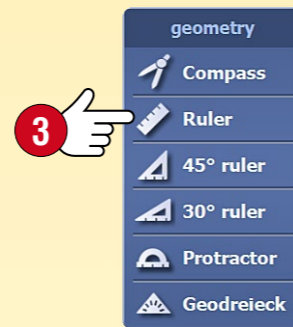 geometry
Compass
3
Ruler
45° ruler
30° ruler
Protractor
Geodreieck